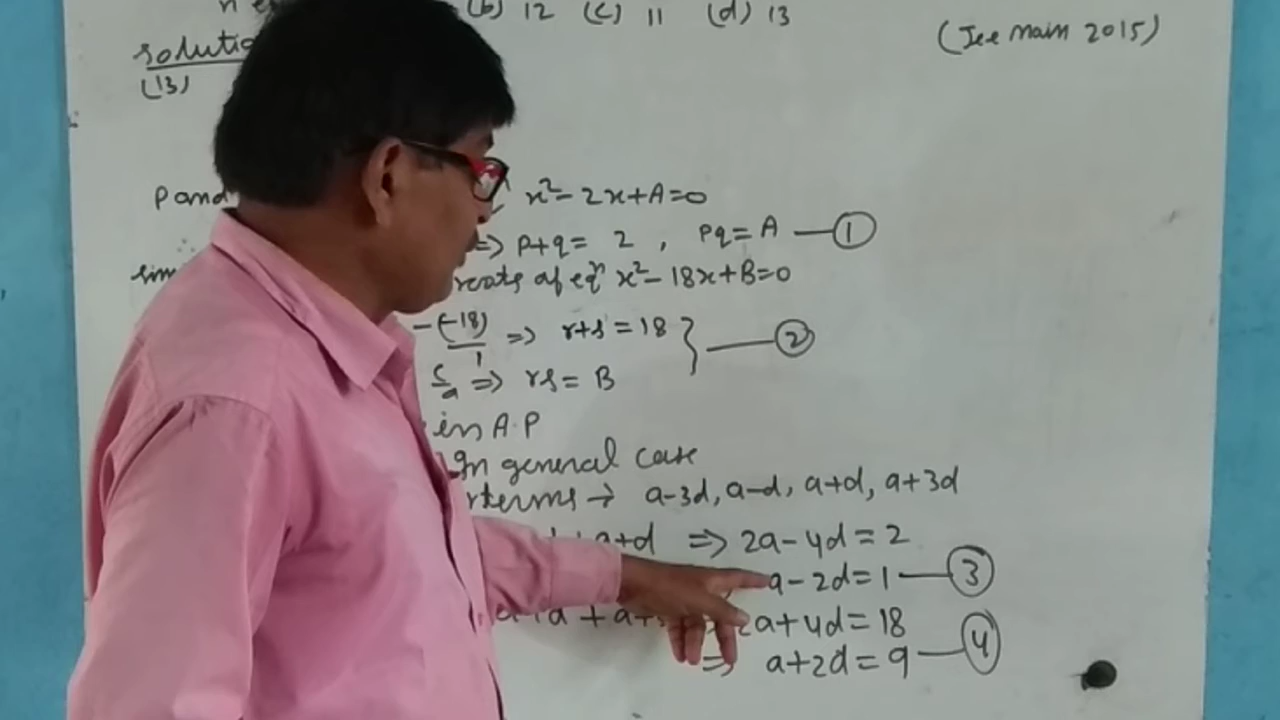 (b) 12 (c) 11 (d) 13
(Jee main 2015)
solutio
(13)
P and x²-2x+A=0
∴ => p+q= 2 , pq= A —①
sim roots of eqⁿ x²-18x+B=0
-(-18)/1 => r+s = 18 } —②
c/a => rs= B
in A.P
In general case
terms → a-3d, a-d, a+d, a+3d
a+d => 2a-4d=2
a-2d=1 —③
2a+4d=18
=> a+2d=9 —④